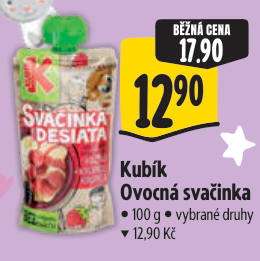 BĚŽNÁ CENA
17.90
12 90
K
SVAČINKA
DESIATA
Kubík
Ovocná svačinka
• 100 g • vybrané druhy
▼ 12,90 Kč